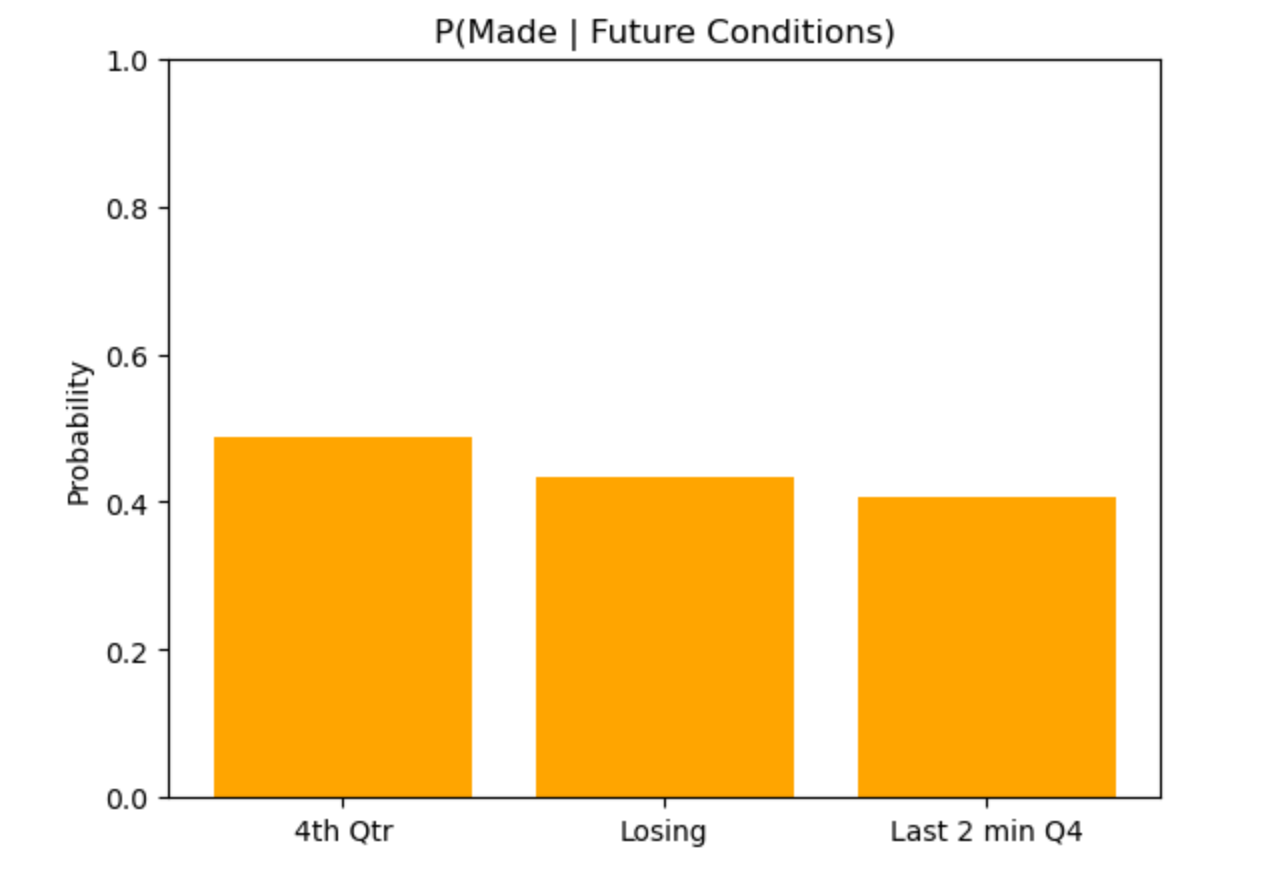 P(Made | Future Conditions)
1.0
0.8
0.6
0.4
0.2
0.0
Probability
4th Qtr
Losing
Last 2 min Q4